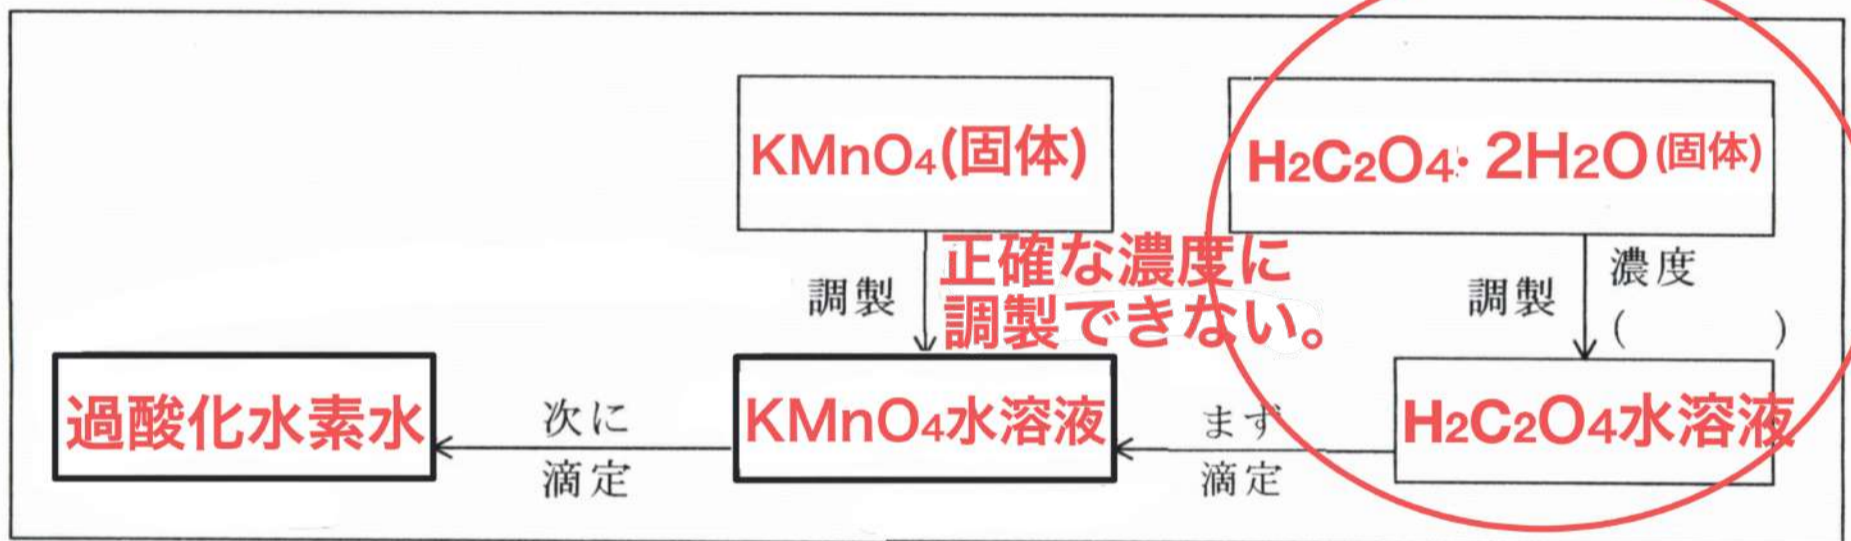 KMnO4(固体)
H2C2O4・2H2O(固体)
正確な濃度に
調製できない。
調製
調製
濃度
(　　　)
過酸化水素水
次に
滴定
KMnO4水溶液
まず
滴定
H2C2O4水溶液